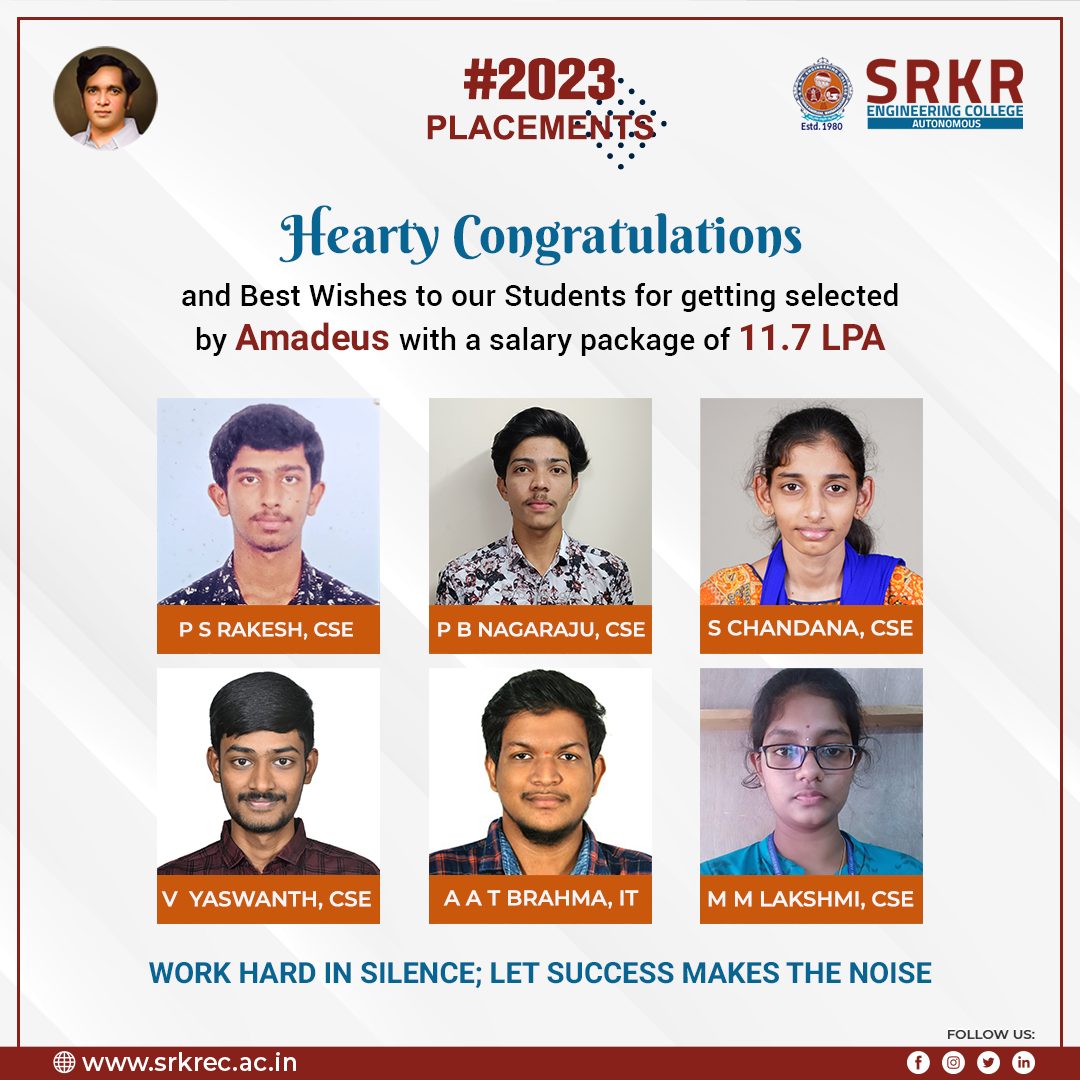 #2023
PLACEMENTS
Estd. 1980
SRKR
ENGINEERING COLLEGE
AUTONOMOUS
Hearty Congratulations
and Best Wishes to our Students for getting selected
by Amadeus with a salary package of 11.7 LPA
P S RAKESH, CSE
P B NAGARAJU, CSE
S CHANDANA, CSE
V YASWANTH, CSE
A A T BRAHMA, IT
M M LAKSHMI, CSE
WORK HARD IN SILENCE; LET SUCCESS MAKES THE NOISE
FOLLOW US:
www.srkrec.ac.in